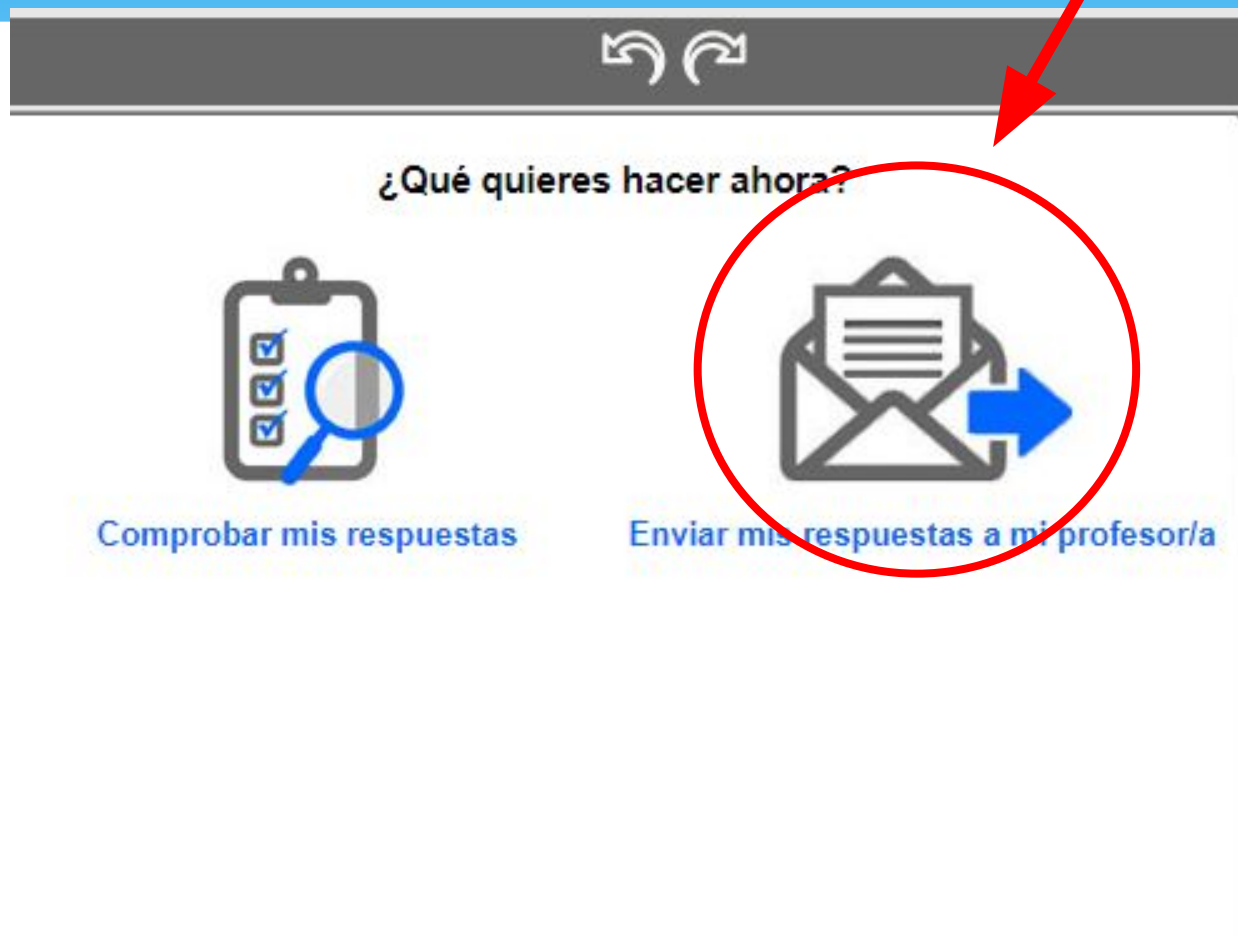 ¿Qué quieres hacer ahora?
Comprobar mis respuestas
Enviar mis respuestas a mi profesor/a